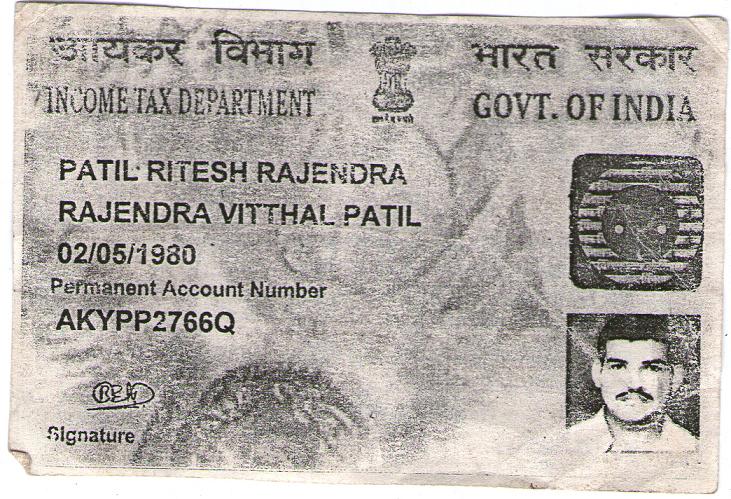 आयकर विभाग
भारत सरकार
INCOME TAX DEPARTMENT
GOVT. OF INDIA
PATIL RITESH RAJENDRA
RAJENDRA VITTHAL PATIL
02/05/1980
Permanent Account Number
AKYPP2766Q
Signature